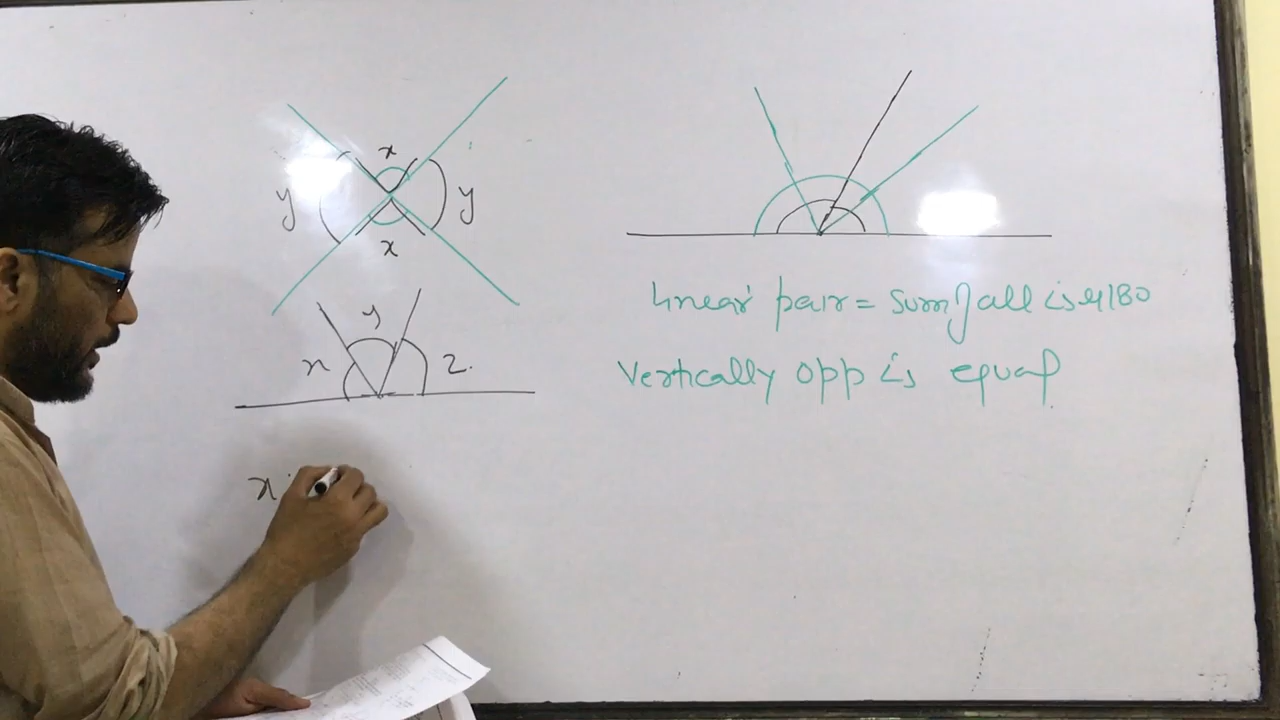 x
y y
x
y
x z.
x
Linear pair = Sum of all is 180
Vertically opp is equal